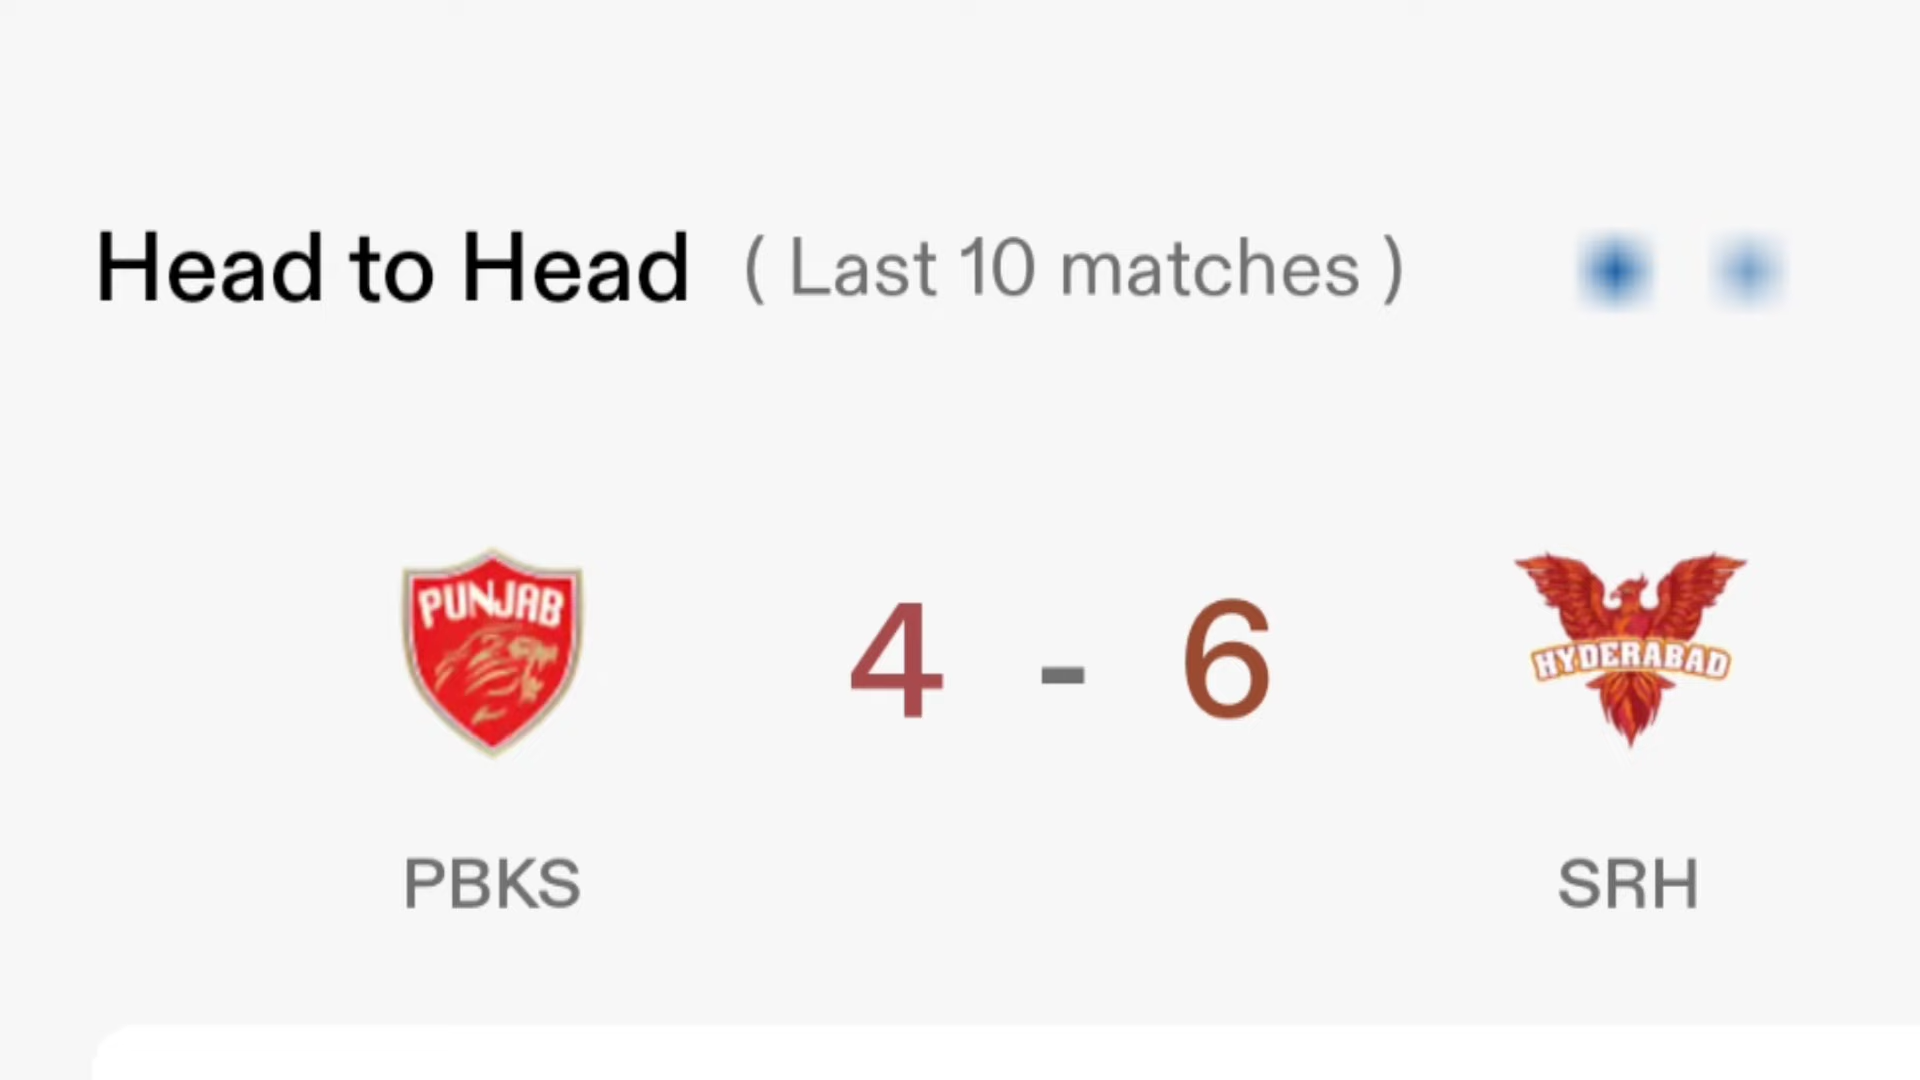 Head to Head ( Last 10 matches )
PUNJAB
4 - 6
HYDERABAD
PBKS
SRH